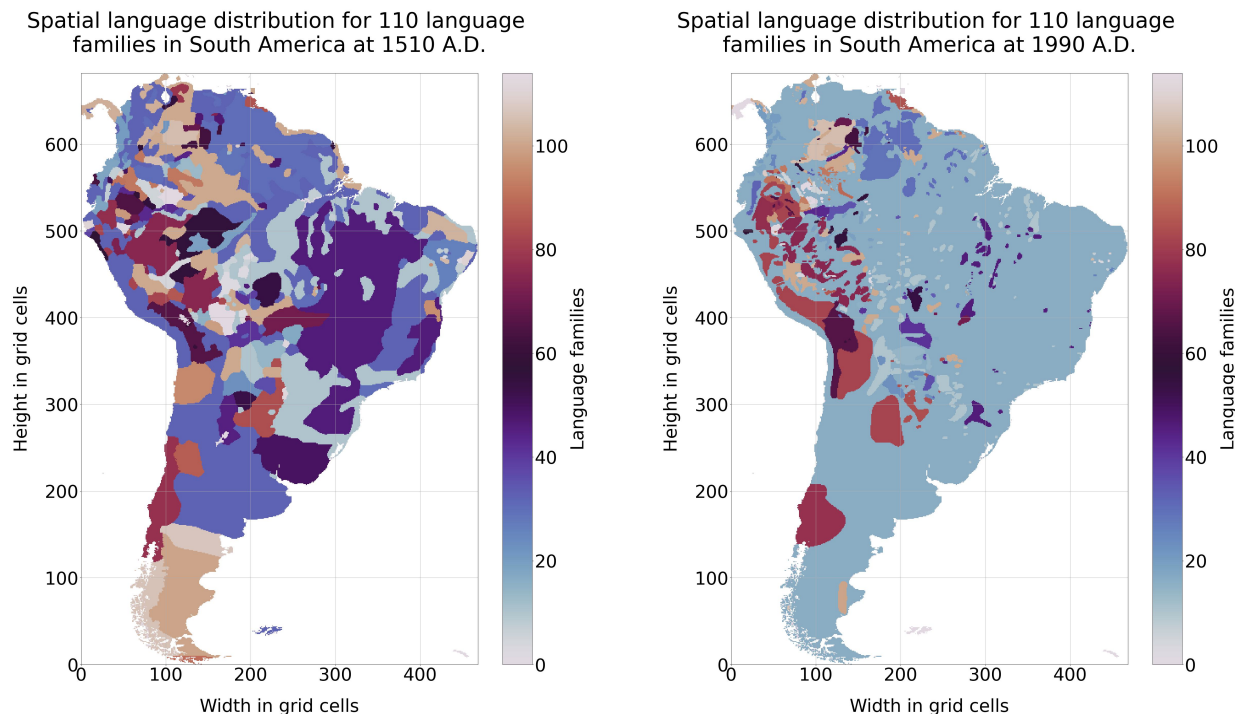 Spatial language distribution for 110 language
families in South America at 1510 A.D.
Height in grid cells
600
500
400
300
200
100
0
0 100 200 300 400
Width in grid cells
100
80
60
40
20
0
Language families
Spatial language distribution for 110 language
families in South America at 1990 A.D.
Height in grid cells
600
500
400
300
200
100
0
0 100 200 300 400
Width in grid cells
100
80
60
40
20
0
Language families